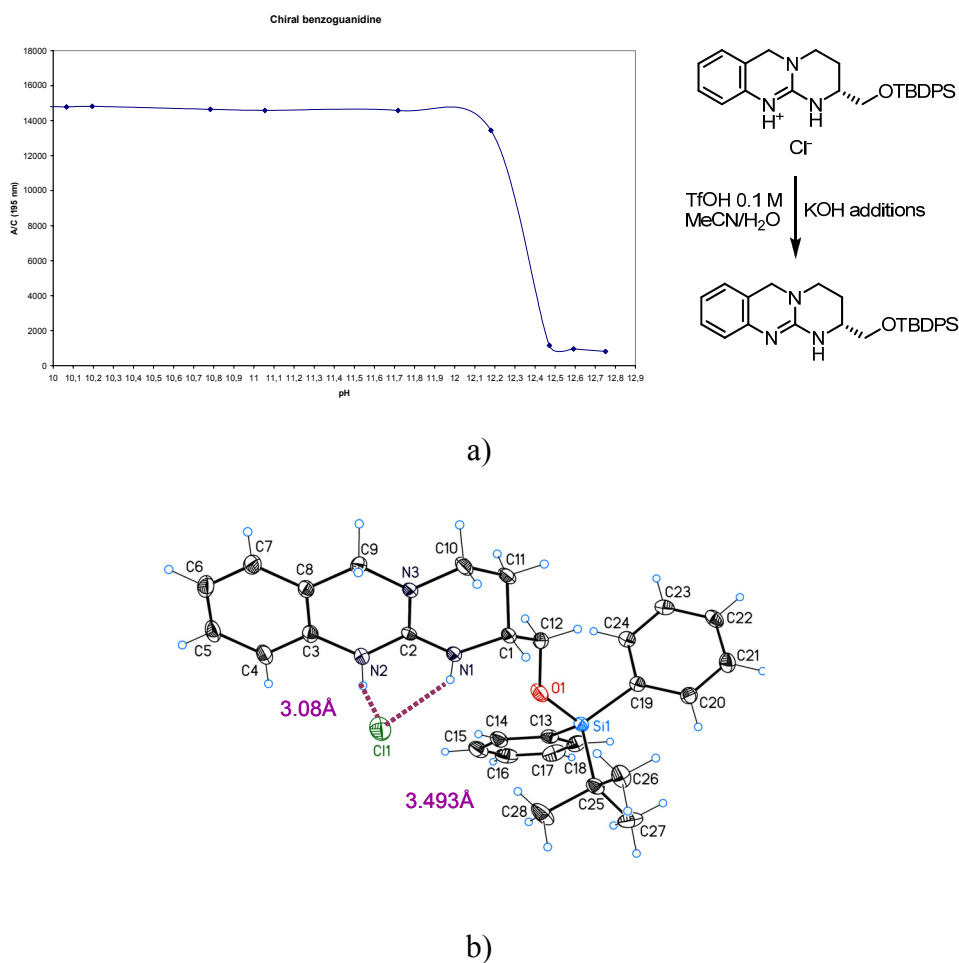 Chiral benzoguanidine
18000
16000
14000
12000
10000
8000
6000
4000
2000
0
A/C (195 nm)
10 10,1 10,2 10,3 10,4 10,5 10,6 10,7 10,8 10,9 11 11,1 11,2 11,3 11,4 11,5 11,6 11,7 11,8 11,9 12 12,1 12,2 12,3 12,4 12,5 12,6 12,7 12,8 12,9
pH
N
N
H
+
N
H
OTBDPS
Cl-
TfOH 0.1 M
MeCN/H2O
KOH additions
N
N
N
H
OTBDPS
a)
C7
C9
C10
C11
C6
C8
N3
C23
C12
C24
C22
C5
C3
C2
C1
C21
C4
N2
N1
O1
C19
C20
3.08Å
C14
C13
Si1
Cl1
C15
C16
C17
C18
C26
3.493Å
C25
C28
C27
b)